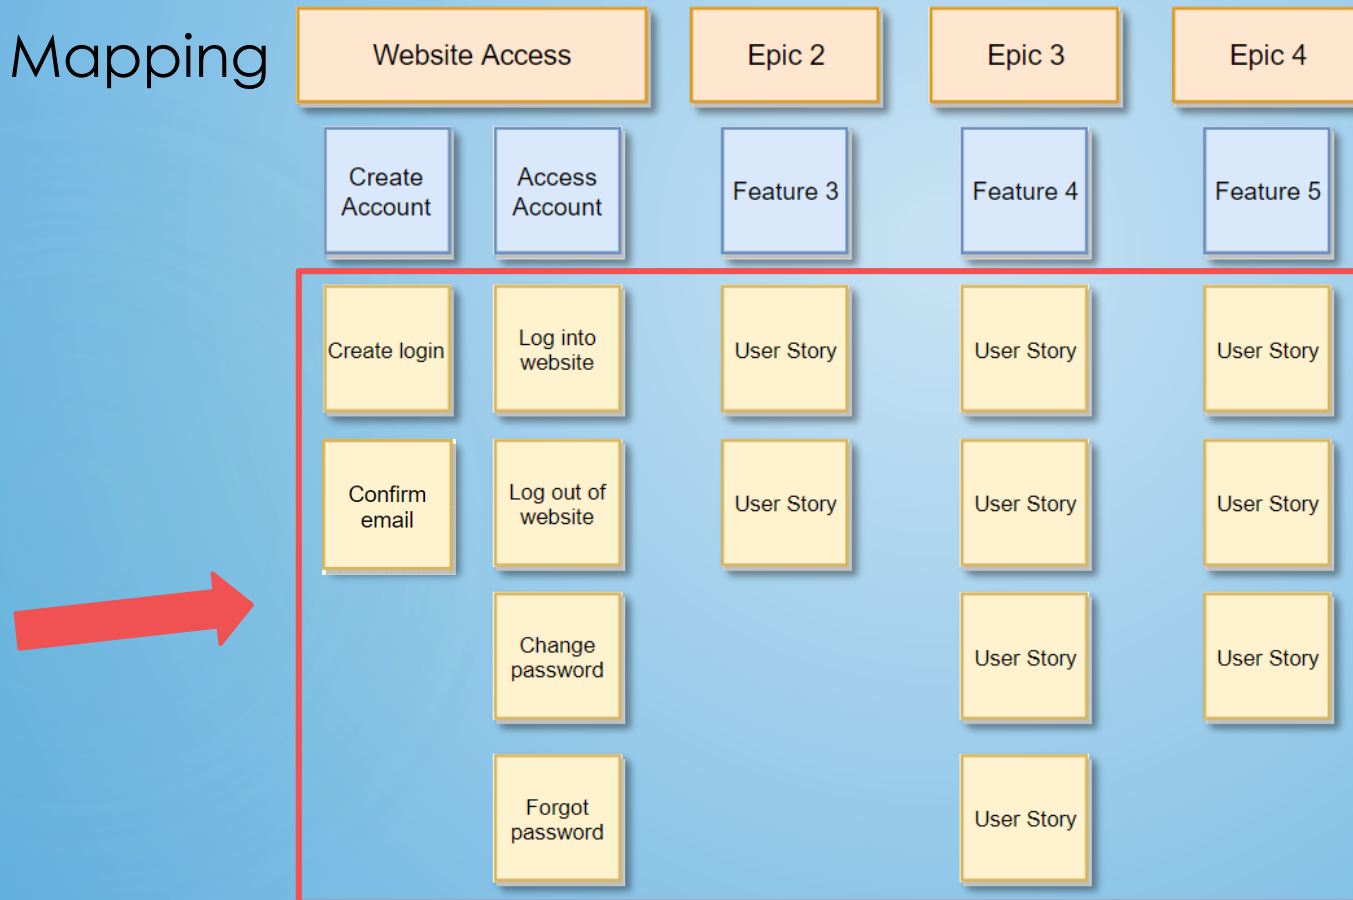 Mapping
Website Access
Epic 2
Epic 3
Epic 4
Create
Account
Access
Account
Feature 3
Feature 4
Feature 5
Create login
Log into
website
User Story
User Story
User Story
Confirm
email
Log out of
website
User Story
User Story
User Story
Change
password
User Story
User Story
Forgot
password
User Story